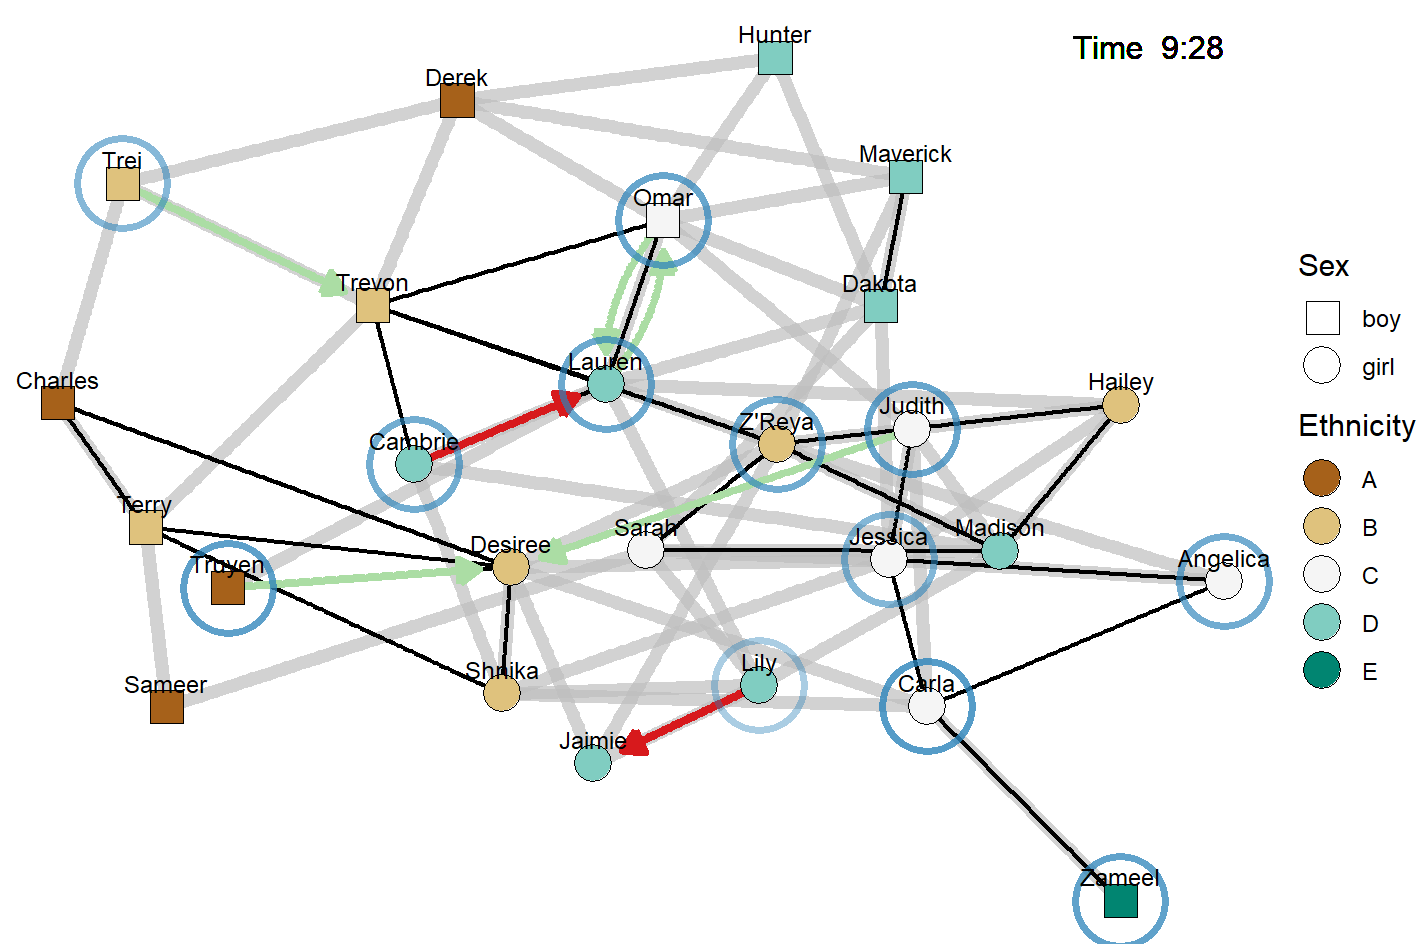 Hunter
Time 9:28
Derek
Trei
Maverick
Omar
Trevon
Dakota
Sex
boy
girl
Lauren
Charles
Hailey
Judith
Z'Reya
Cambrie
Ethnicity
A
B
C
D
E
Terry
Sarah
Madison
Jessica
Desiree
Angelica
Truyen
Shnika
Lily
Sameer
Carla
Jaimie
Zameel